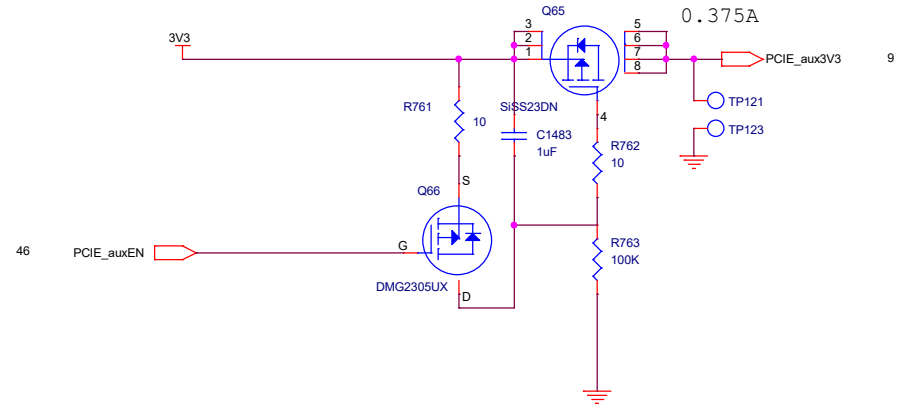 Q65
0.375A
3
2
1
5
6
7
8
3V3
PCIE_aux3V3
9
R761
10
SiSS23DN
4
TP121
TP123
C1483
1uF
R762
10
S
Q66
G
46
PCIE_auxEN
R763
100K
DMG2305UX
D